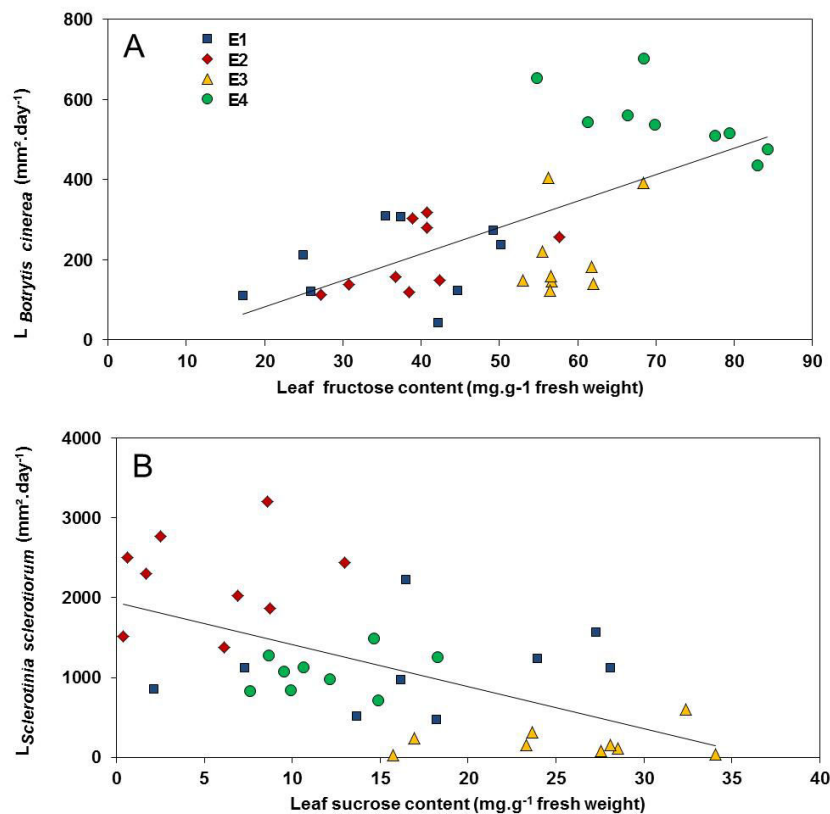 A
E1
E2
E3
E4
L Botrytis cinerea (mm².day-¹)
800
600
400
200
0
0 10 20 30 40 50 60 70 80 90
Leaf fructose content (mg.g-1 fresh weight)
B
L Sclerotinia sclerotiorum (mm².day-¹)
4000
3000
2000
1000
0
0 5 10 15 20 25 30 35 40
Leaf sucrose content (mg.g-¹ fresh weight)